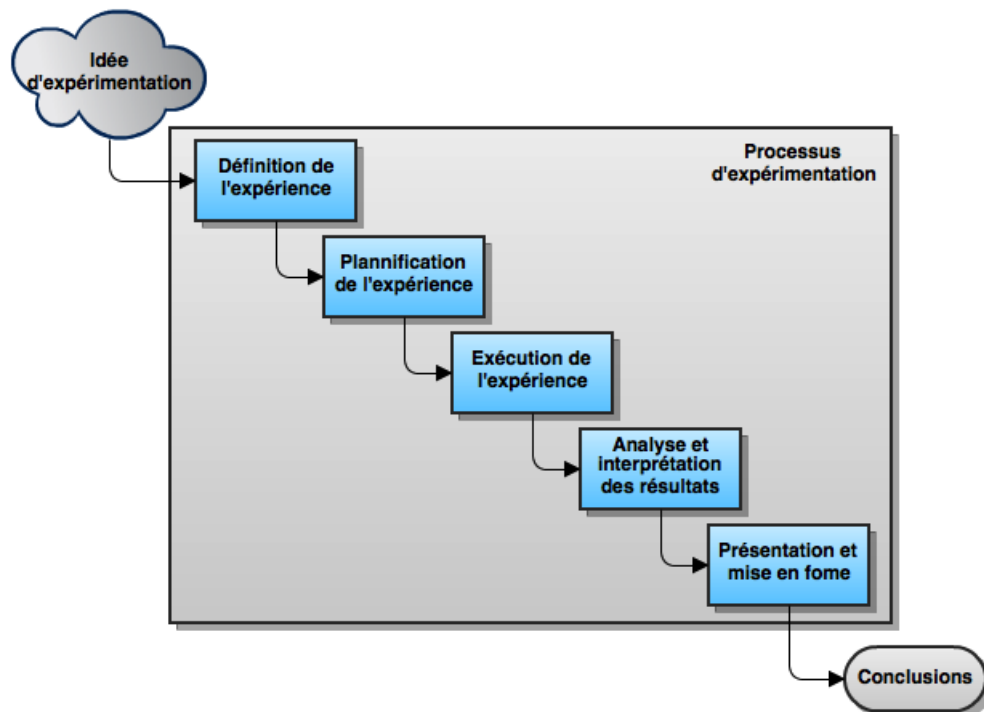 Idée
d'expérimentation
Processus
d'expérimentation
Définition de
l'expérience
Plannification
de l'expérience
Exécution de
l'expérience
Analyse et
interprétation
des résultats
Présentation et
mise en fome
Conclusions